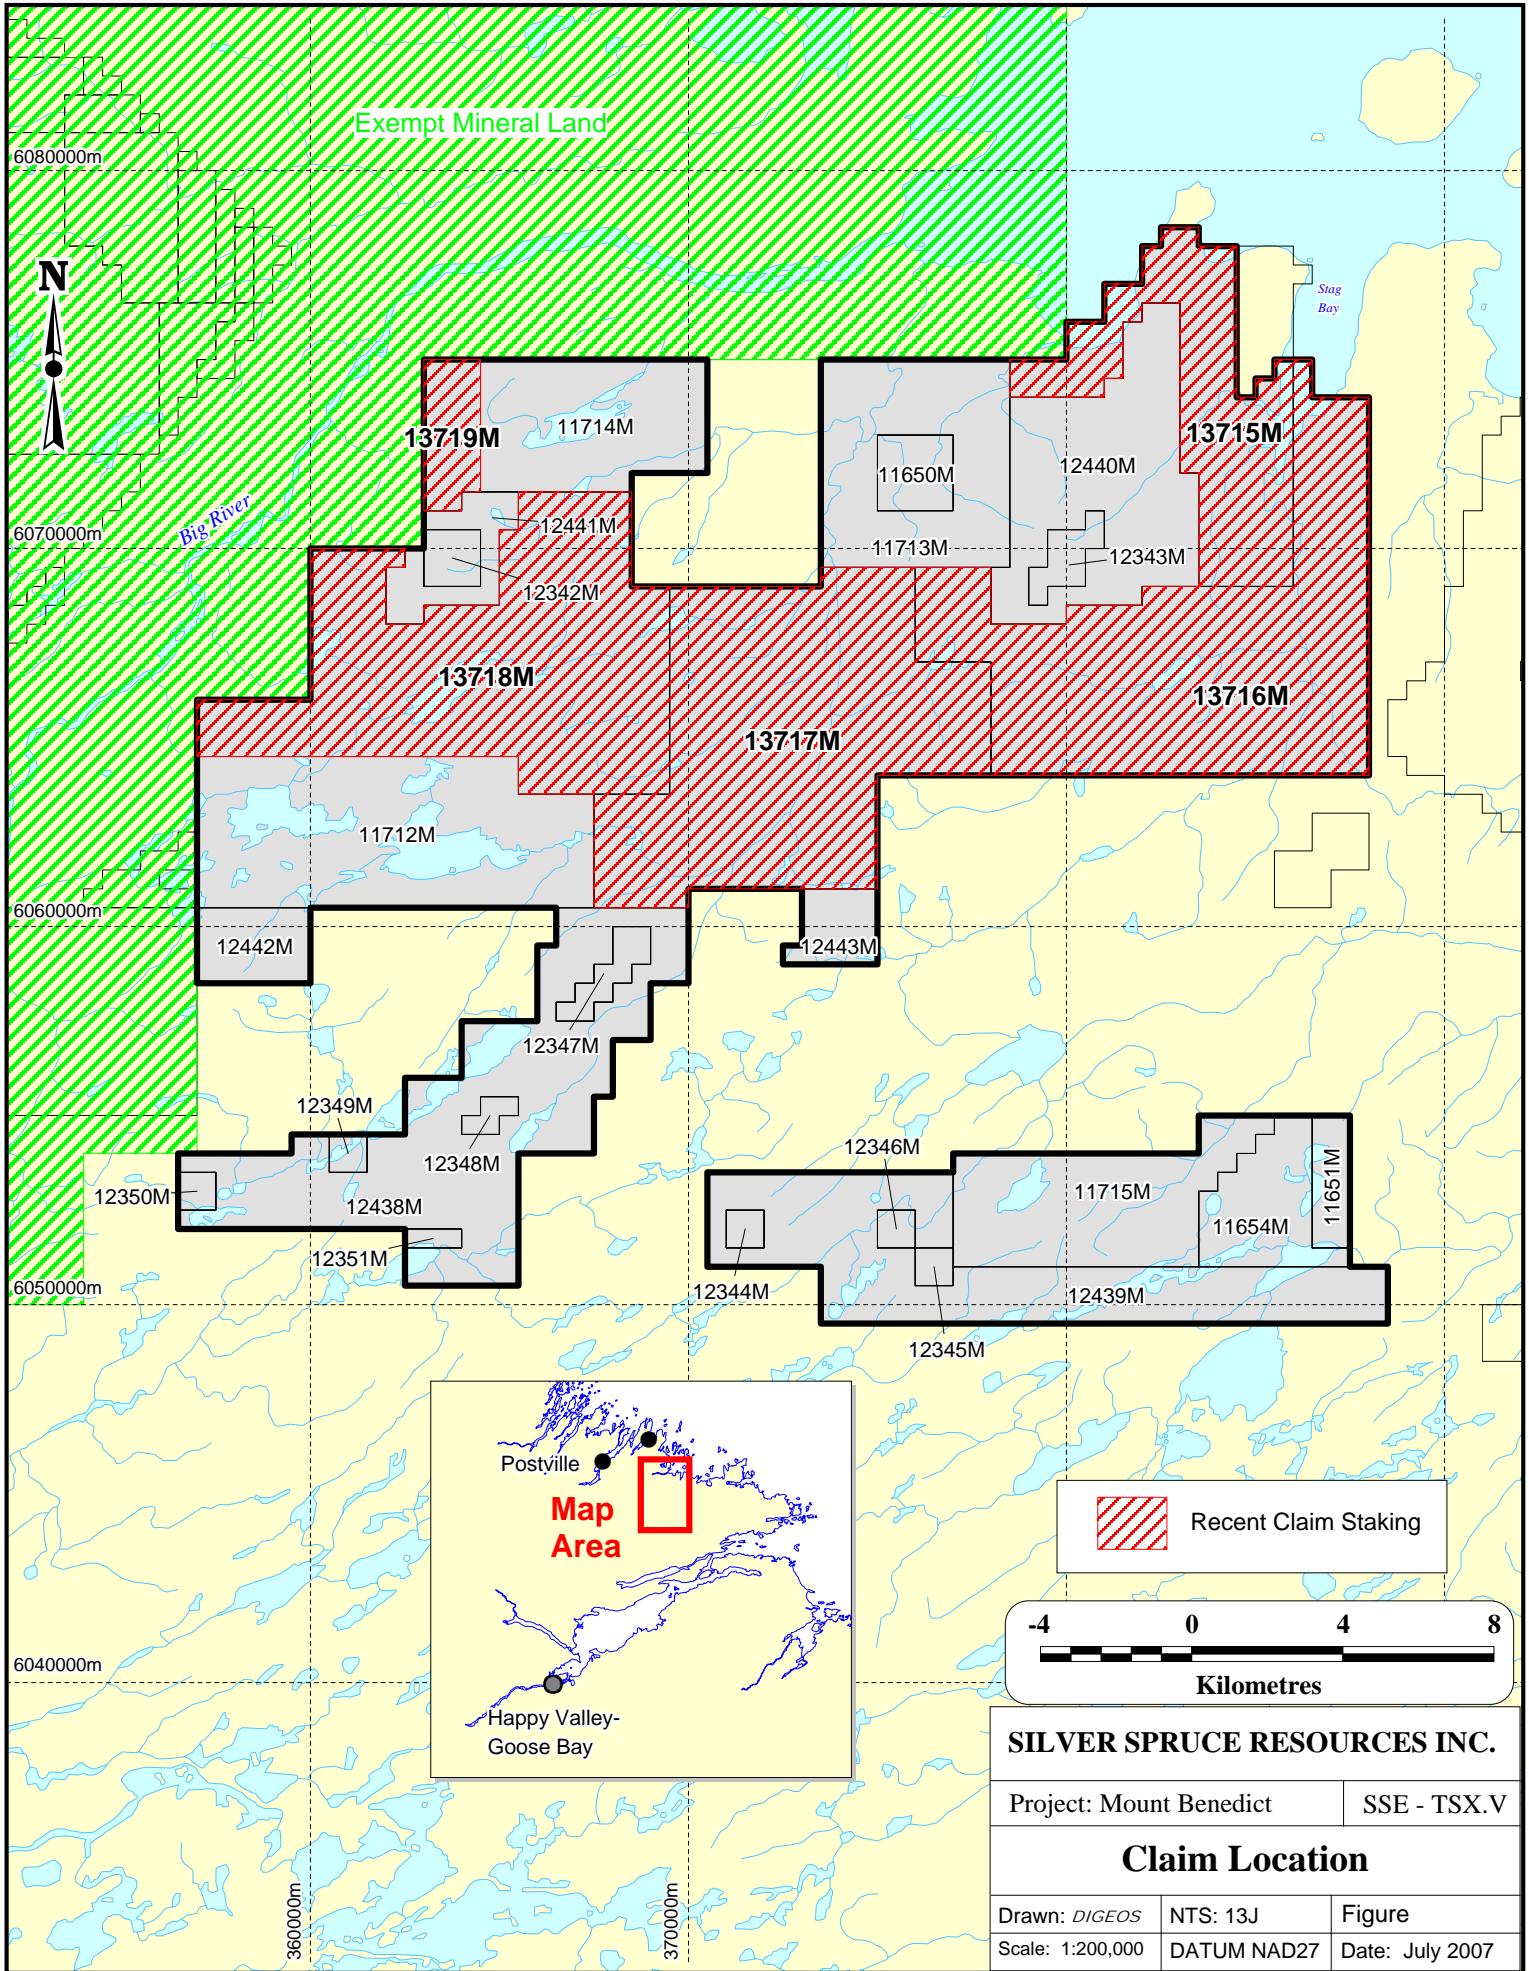 Exempt Mineral Land
6080000m
N
Stag
Bay
13719M
11714M
13715M
12440M
11650M
Big River
12441M
6070000m
11713M
12343M
12342M
13718M
13716M
13717M
11712M
6060000m
12442M
12443M
12347M
12349M
12348M
12346M
12350M
12438M
11715M
11651M
11654M
12351M
6050000m
12344M
12439M
12345M
Postville
Map
Area
Happy Valley-
Goose Bay
Recent Claim Staking
-4 0 4 8
Kilometres
6040000m
360000m
370000m
SILVER SPRUCE RESOURCES INC.
Project: Mount Benedict
SSE - TSX.V
Claim Location
Drawn: DIGEOS
NTS: 13J
Figure
Scale: 1:200,000
DATUM NAD27
Date: July 2007